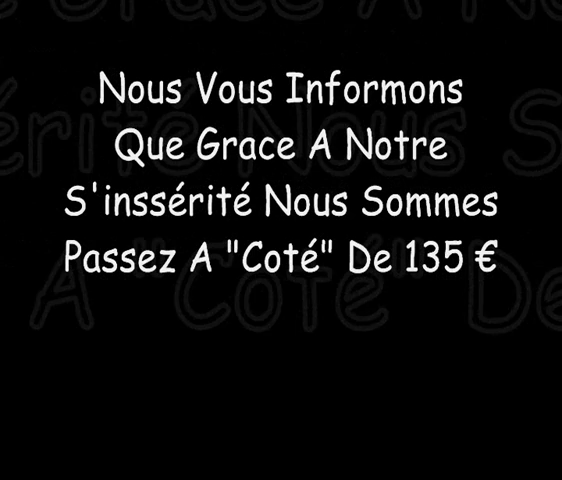 Nous Vous Informons
Que Grace A Notre
S'inssérité Nous Sommes
Passez A "Coté" De 135 €